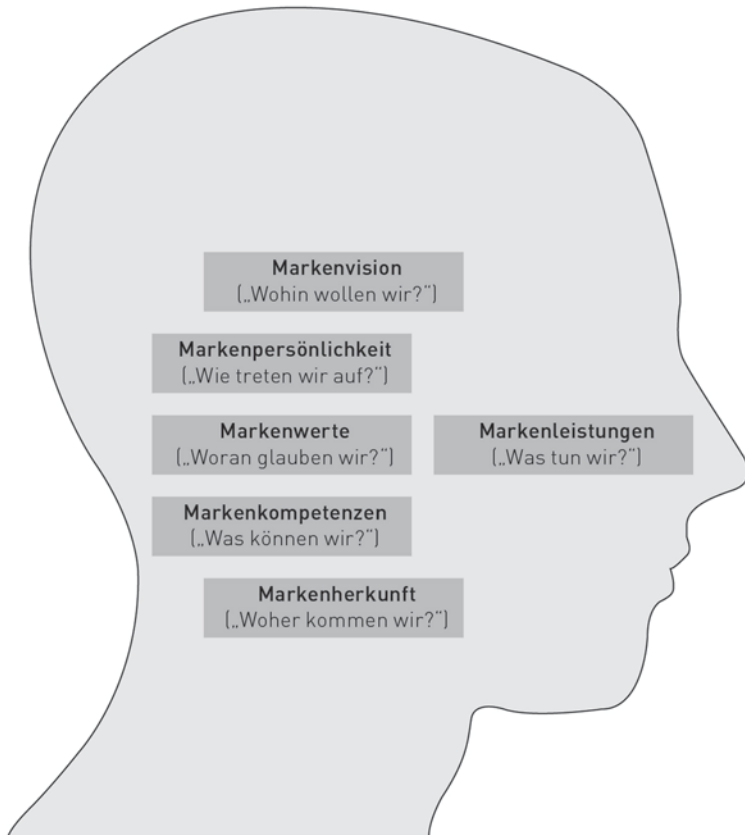 Markenvision
(„Wohin wollen wir?“)
Markenpersönlichkeit
(„Wie treten wir auf?“)
Markenwerte
(„Woran glauben wir?“)
Markenleistungen
(„Was tun wir?“)
Markenkompetenzen
(„Was können wir?“)
Markenherkunft
(„Woher kommen wir?“)